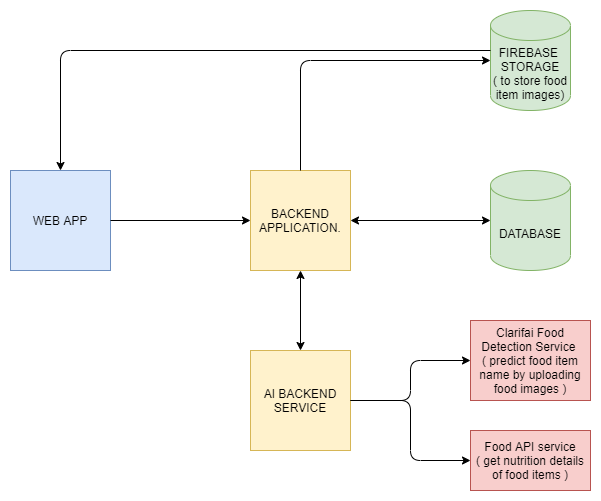 FIREBASE
STORAGE
( to store food
item images)
WEB APP
BACKEND
APPLICATION.
DATABASE
AI BACKEND
SERVICE
Clarifai Food
Detection Service
( predict food item
name by uploading
food images )
Food API service
( get nutrition details
of food items )